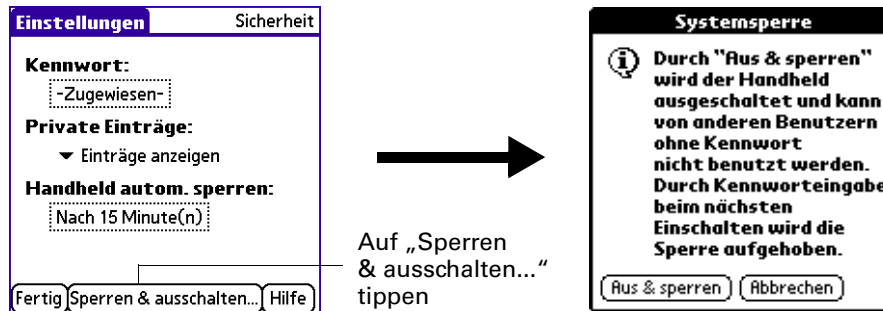 Einstellungen Sicherheit
Kennwort:
-Zugewiesen-
Private Einträge:
Einträge anzeigen
Handheld autom. sperren:
Nach 15 Minute(n)
Fertig Sperren & ausschalten... Hilfe
Auf „Sperren
& ausschalten...“
tippen
Systemsperre
Durch "Aus & sperren"
wird der Handheld
ausgeschaltet und kann
von anderen Benutzern
ohne Kennwort
nicht benutzt werden.
Durch Kennworteingabe
beim nächsten
Einschalten wird die
Sperre aufgehoben.
Aus & sperren Abbrechen